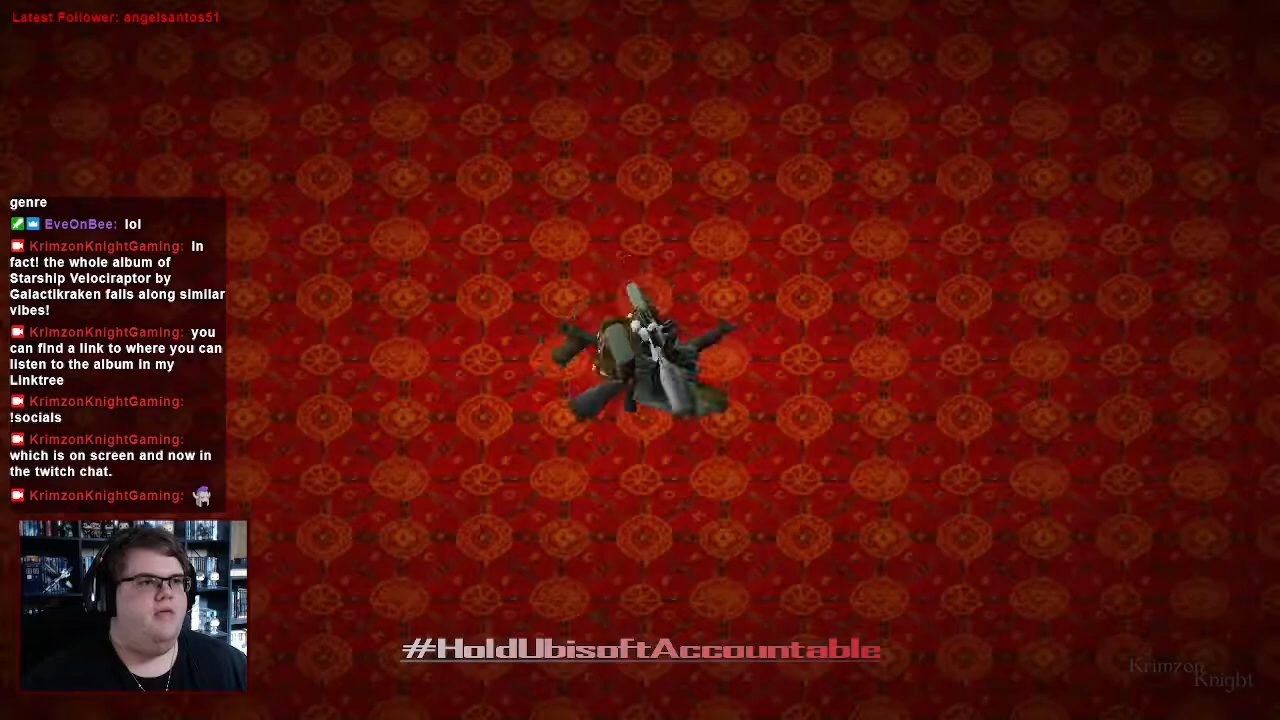 Latest Follower: angelsantos51
genre
EveOnBee: lol
KrimzonKnightGaming: In
fact! the whole album of
Starship Velociraptor by
Galactikraken falls along similar
vibes!
KrimzonKnightGaming: you
can find a link to where you can
listen to the album in my
Linktree
KrimzonKnightGaming:
!socials
KrimzonKnightGaming:
which is on screen and now in
the twitch chat.
KrimzonKnightGaming:
#HoldUbisoftAccountable
Krimzon
Knight